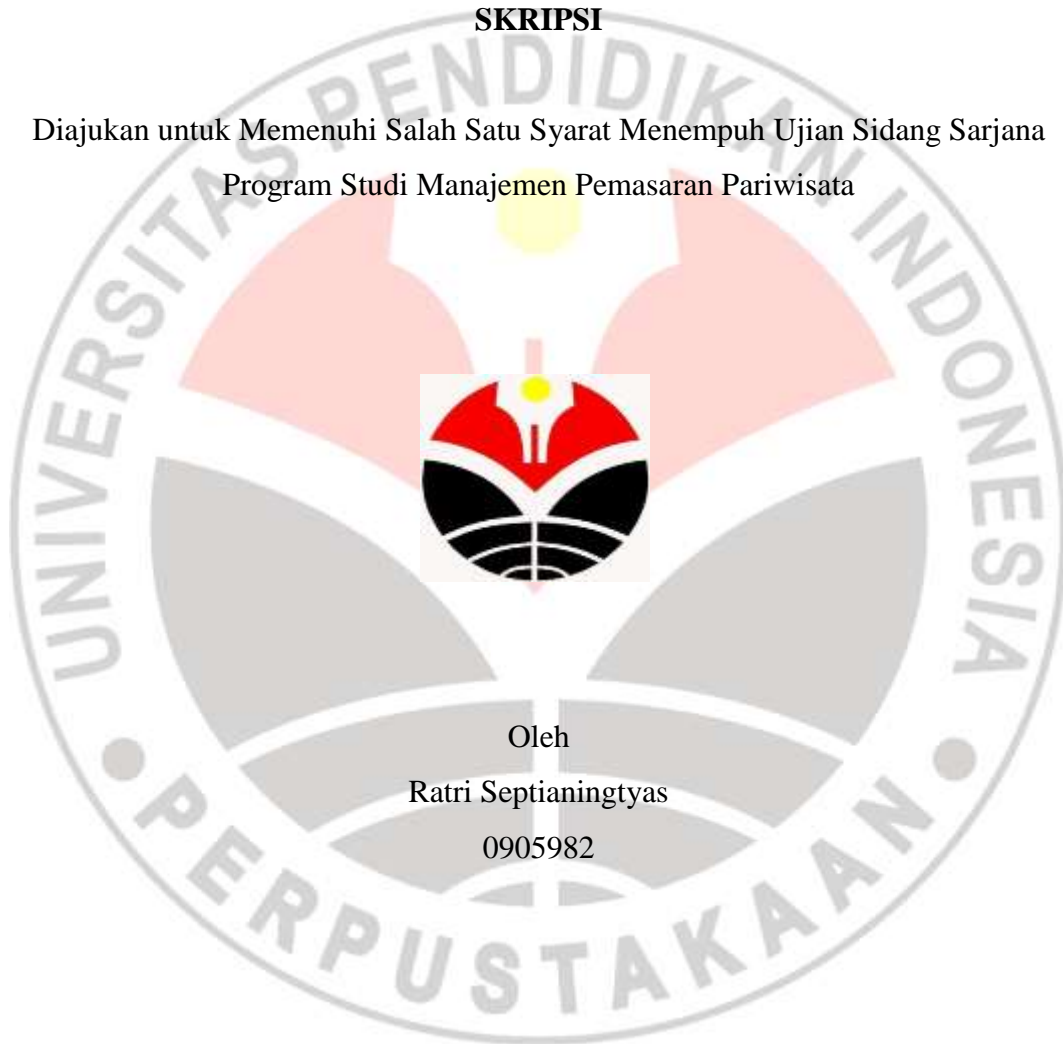 SKRIPSI
Diajukan untuk Memenuhi Salah Satu Syarat Menempuh Ujian Sidang Sarjana
Program Studi Manajemen Pemasaran Pariwisata
Oleh
Ratri Septianingtyas
0905982
UNIVERSITAS PENDIDIKAN INDONESIA
PERPUSTAKAAN